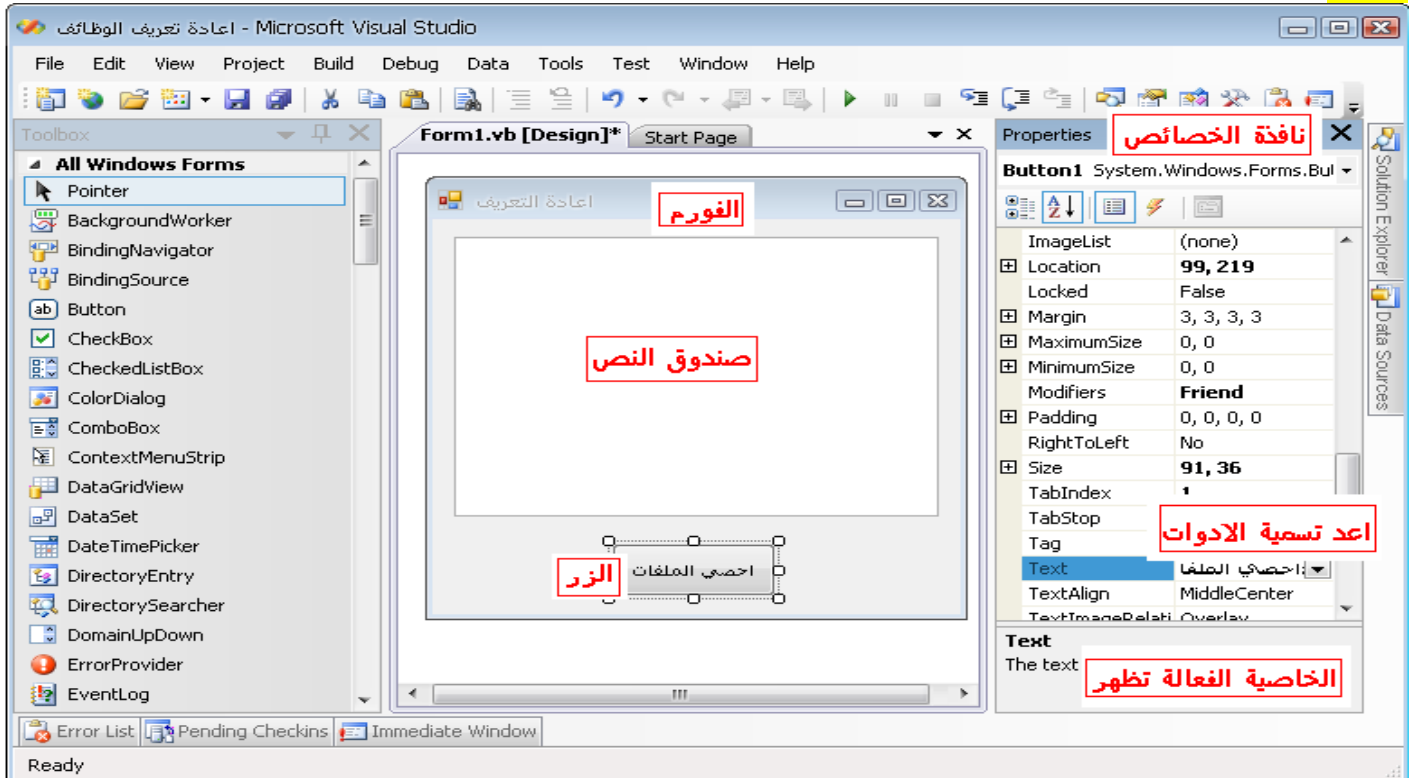 اعادة تعريف الوظائف - Microsoft Visual Studio
File Edit View Project Build Debug Data Tools Test Window Help
Toolbox
All Windows Forms
Pointer
BackgroundWorker
BindingNavigator
BindingSource
Button
CheckBox
CheckedListBox
ColorDialog
ComboBox
ContextMenuStrip
DataGridView
DataSet
DateTimePicker
DirectoryEntry
DirectorySearcher
DomainUpDown
ErrorProvider
EventLog
Form1.vb [Design]* Start Page
اعادة التعريف
الفورم
صندوق النص
الزر
احصي الملفات
Properties
نافذة الخصائص
Button1 System.Windows.Forms.But
ImageList (none)
Location 99, 219
Locked False
Margin 3, 3, 3, 3
MaximumSize 0, 0
MinimumSize 0, 0
Modifiers Friend
Padding 0, 0, 0, 0
RightToLeft No
Size 91, 36
TabIndex 1
TabStop
اعد تسمية الادوات
Tag
Text احصي الملفا
TextAlign MiddleCenter
TextImageRelati Overlay
Text
The text
الخاصية الفعالة تظهر
Solution Explorer
Data Sources
Error List Pending Checkins Immediate Window
Ready